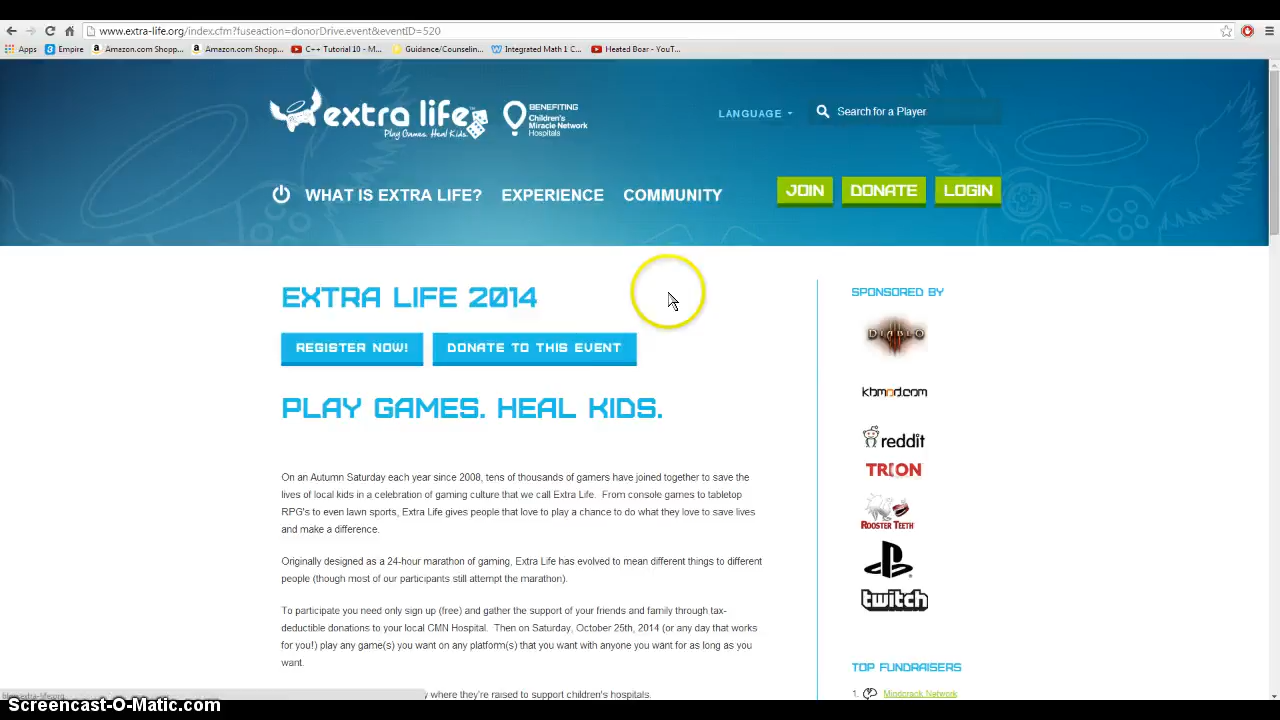 www.extra-life.org/index.cfm?fuseaction=donorDrive.event&eventID=520
Apps Empire Amazon.com Shopp... Amazon.com Shopp... C++ Tutorial 10 - M... Guidance/Counselin... Integrated Math 1 C... Heated Boar - YouT...
extra life
Play Games. Heal Kids.
BENEFITING
Children's
Miracle Network
Hospitals
LANGUAGE
Search for a Player
WHAT IS EXTRA LIFE? EXPERIENCE COMMUNITY
JOIN DONATE LOGIN
EXTRA LIFE 2014
REGISTER NOW! DONATE TO THIS EVENT
PLAY GAMES. HEAL KIDS.
On an Autumn Saturday each year since 2008, tens of thousands of gamers have joined together to save the
lives of local kids in a celebration of gaming culture that we call Extra Life. From console games to tabletop
RPG's to even lawn sports, Extra Life gives people that love to play a chance to do what they love to save lives
and make a difference.
Originally designed as a 24-hour marathon of gaming, Extra Life has evolved to mean different things to different
people (though most of our participants still attempt the marathon).
To participate you need only sign up (free) and gather the support of your friends and family through tax-
deductible donations to your local CMN Hospital. Then on Saturday, October 25th, 2014 (or any day that works
for you!) play any game(s) you want on any platform(s) that you want with anyone you want for as long as you
want.
where they're raised to support children's hospitals.
SPONSORED BY
DIABLO
kbmod.com
reddit
TRION
ROOSTER TEETH
twitch
TOP FUNDRAISERS
1. Mindcrack Network
Screencast-O-Matic.com